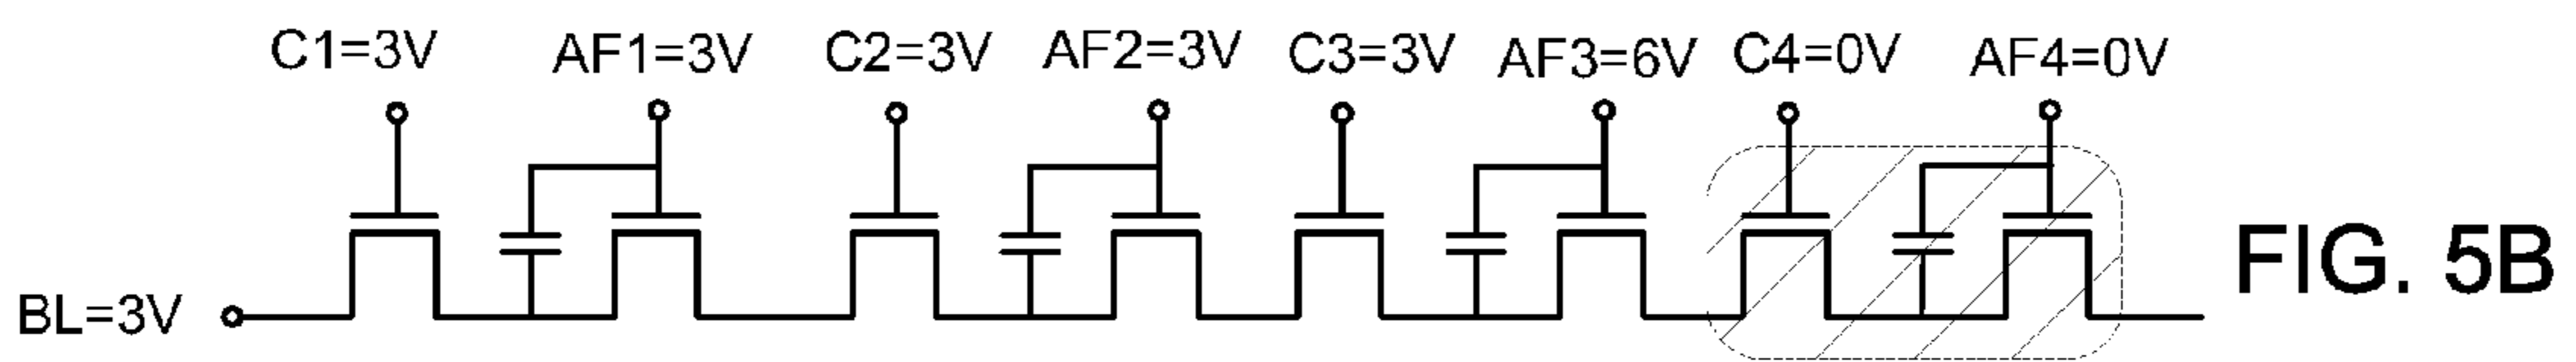 C1=3V AF1=3V C2=3V AF2=3V C3=3V AF3=6V C4=0V AF4=0V
FIG. 5B
BL=3V